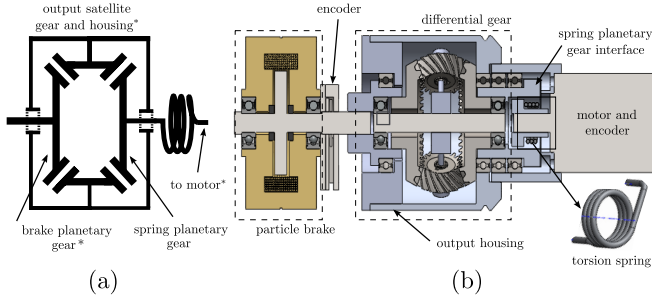 output satellite
gear and housing*
brake planetary
gear*
spring planetary
gear
to motor*
(a)
encoder
differential gear
spring planetary
gear interface
motor and
encoder
particle brake
output housing
torsion spring
(b)